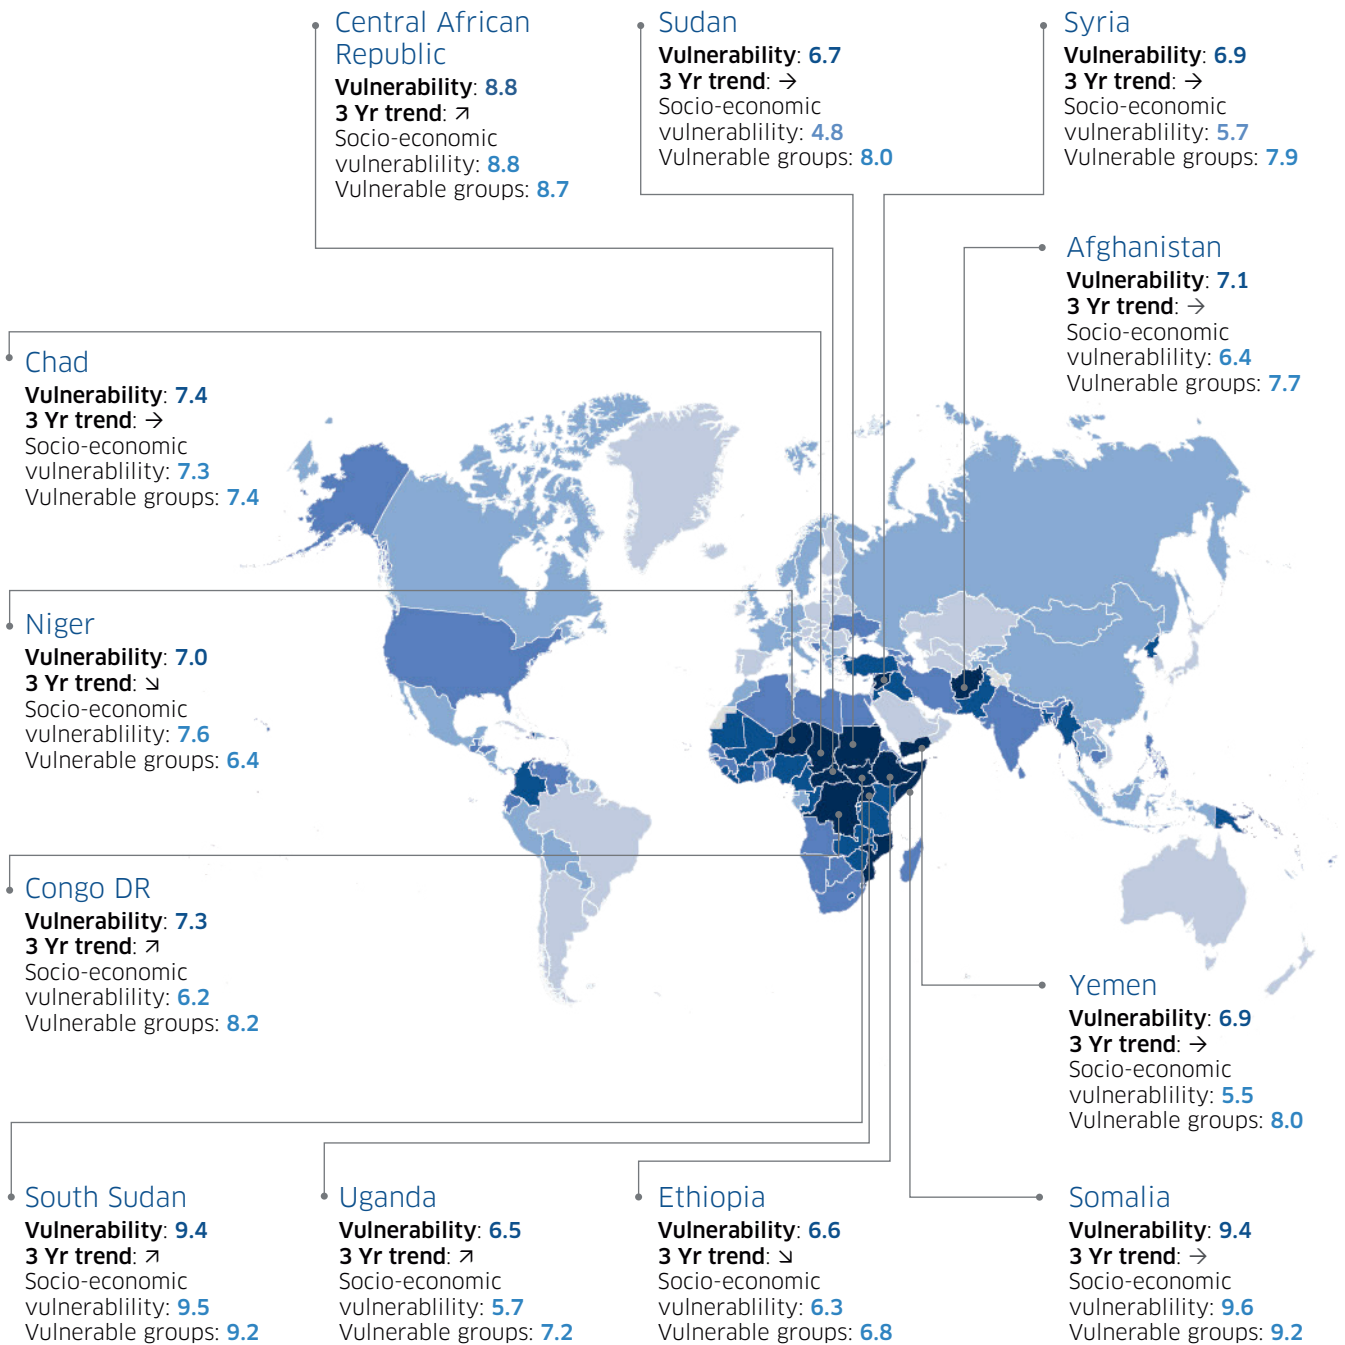 Central African
Republic
Vulnerability: 8.8
3 Yr trend: ↗
Socio-economic
vulnerablility: 8.8
Vulnerable groups: 8.7
Sudan
Vulnerability: 6.7
3 Yr trend: →
Socio-economic
vulnerablility: 4.8
Vulnerable groups: 8.0
Syria
Vulnerability: 6.9
3 Yr trend: →
Socio-economic
vulnerablility: 5.7
Vulnerable groups: 7.9
Afghanistan
Vulnerability: 7.1
3 Yr trend: →
Socio-economic
vulnerablility: 6.4
Vulnerable groups: 7.7
Chad
Vulnerability: 7.4
3 Yr trend: →
Socio-economic
vulnerablility: 7.3
Vulnerable groups: 7.4
Niger
Vulnerability: 7.0
3 Yr trend: ↘
Socio-economic
vulnerablility: 7.6
Vulnerable groups: 6.4
Congo DR
Vulnerability: 7.3
3 Yr trend: ↗
Socio-economic
vulnerablility: 6.2
Vulnerable groups: 8.2
Yemen
Vulnerability: 6.9
3 Yr trend: →
Socio-economic
vulnerablility: 5.5
Vulnerable groups: 8.0
South Sudan
Vulnerability: 9.4
3 Yr trend: ↗
Socio-economic
vulnerablility: 9.5
Vulnerable groups: 9.2
Uganda
Vulnerability: 6.5
3 Yr trend: ↗
Socio-economic
vulnerablility: 5.7
Vulnerable groups: 7.2
Ethiopia
Vulnerability: 6.6
3 Yr trend: ↘
Socio-economic
vulnerablility: 6.3
Vulnerable groups: 6.8
Somalia
Vulnerability: 9.4
3 Yr trend: →
Socio-economic
vulnerablility: 9.6
Vulnerable groups: 9.2